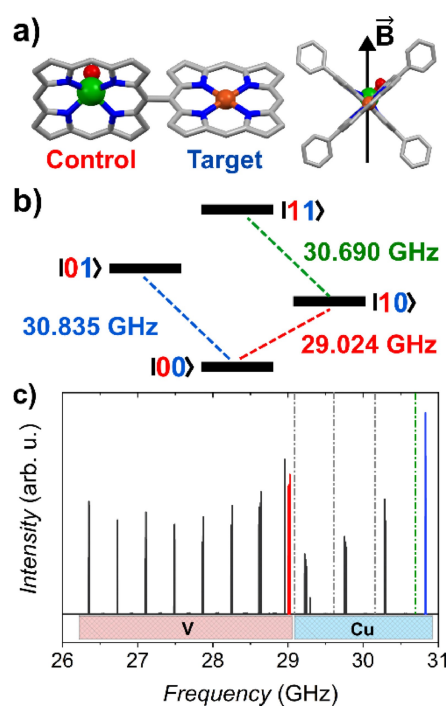 a)
B
Control
Target
b)
|11⟩
|01⟩
30.690 GHz
|10⟩
30.835 GHz
29.024 GHz
|00⟩
c)
Intensity (arb. u.)
V
Cu
26 27 28 29 30 31
Frequency (GHz)